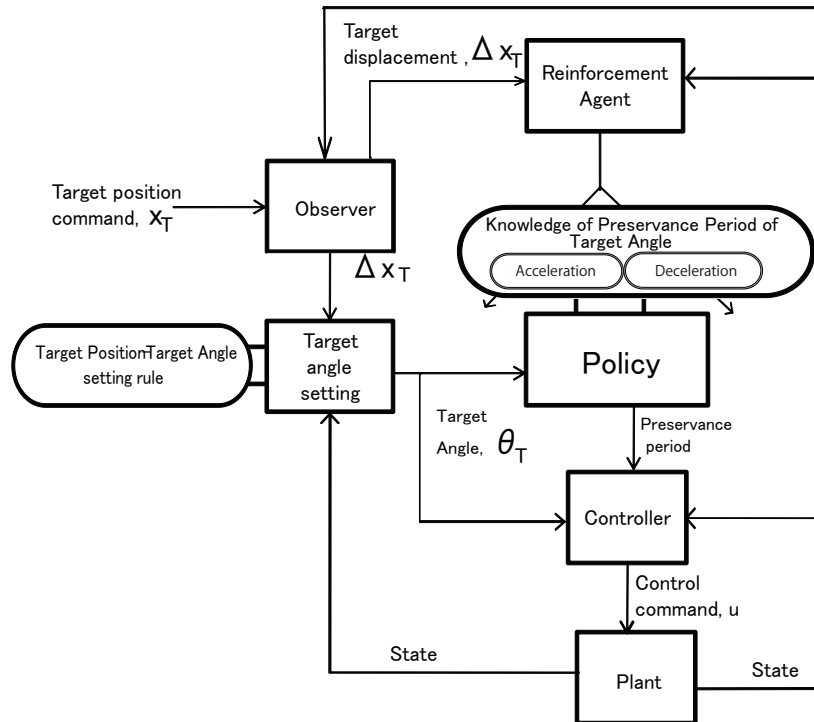 Target
displacement , Δ x_T
Reinforcement
Agent
Target position
command, x_T
Observer
Knowledge of Preservance Period of
Target Angle
Acceleration
Deceleration
Δ x_T
Target Position-Target Angle
setting rule
Target
angle
setting
Policy
Target
Angle, θ_T
Preservance
period
Controller
Control
command, u
State
Plant
State